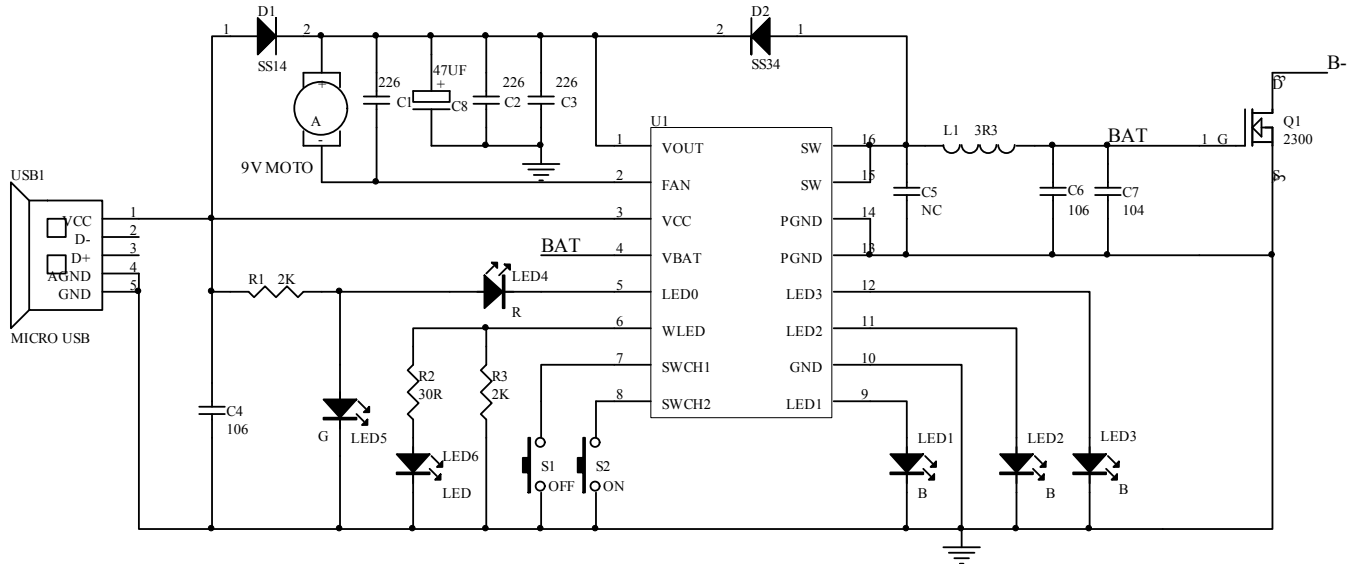 D1
1 2
SS14
D2
2 1
SS34
B-
D
3
Q1
2300
1 G
S
2
226
C1
47UF
+
C8
226
C2
226
C3
+
A
-
9V MOTO
U1
1 VOUT
2 FAN
3 VCC
4 VBAT
5 LED0
6 WLED
7 SWCH1
8 SWCH2
SW 16
SW 15
PGND 14
PGND 13
LED3 12
LED2 11
GND 10
LED1 9
L1 3R3
BAT
C5
NC
C6
106
C7
104
USB1
VCC 1
D- 2
D+ 3
AGND 4
GND 5
MICRO USB
BAT
R1 2K
LED4
R
R2
30R
R3
2K
C4
106
G LED5
LED6
LED
S1
OFF
S2
ON
LED1
B
LED2
B
LED3
B